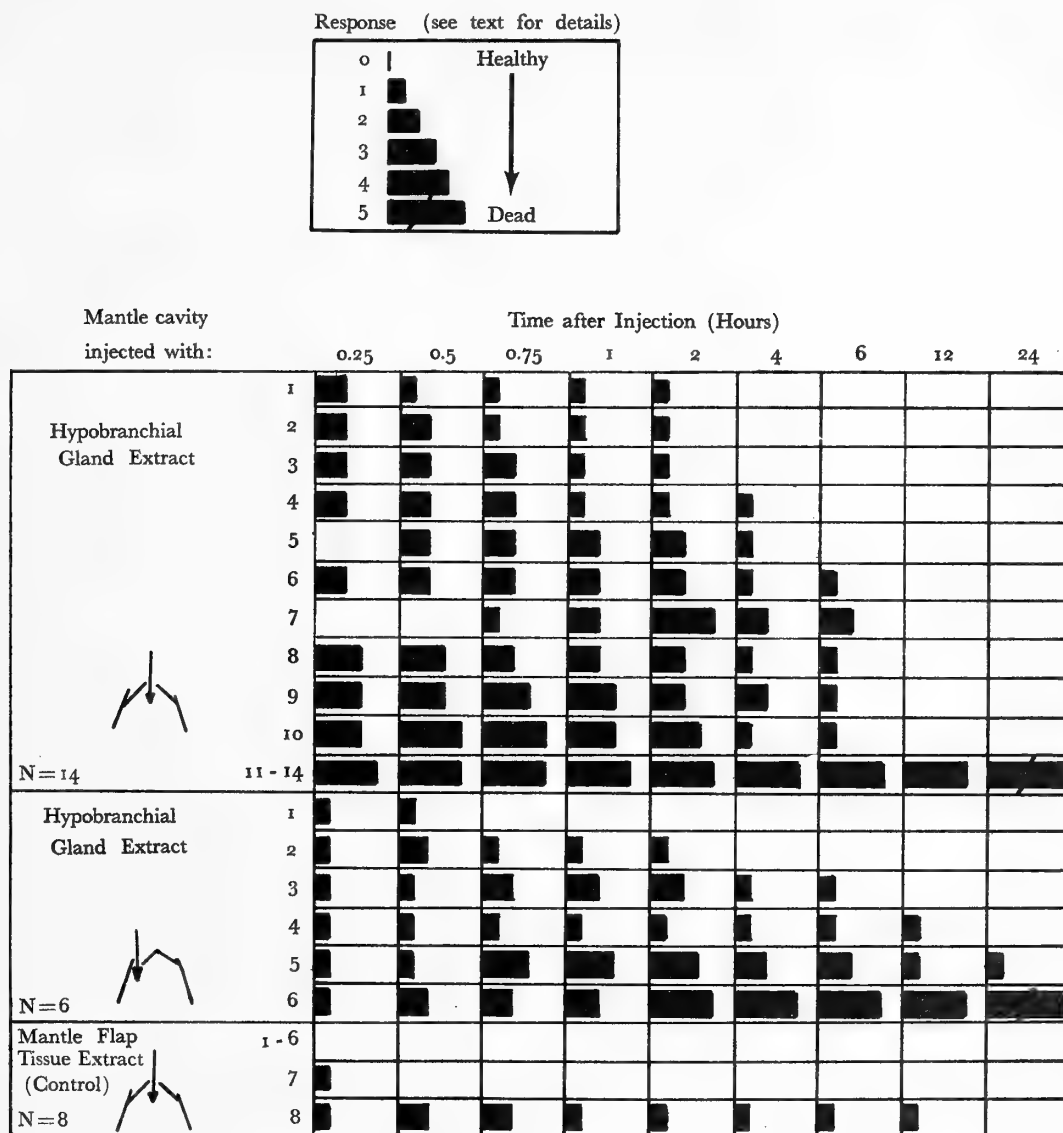 Response (see text for details)
0 Healthy
1
2
3
4
5 Dead
Mantle cavity
injected with:
Time after Injection (Hours)
0.25 0.5 0.75 1 2 4 6 12 24
Hypobranchial
Gland Extract
1
2
3
4
5
6
7
8
9
10
N=14 11-14
Hypobranchial
Gland Extract
1
2
3
4
5
N=6 6
Mantle Flap
Tissue Extract
(Control)
1-6
7
N=8 8